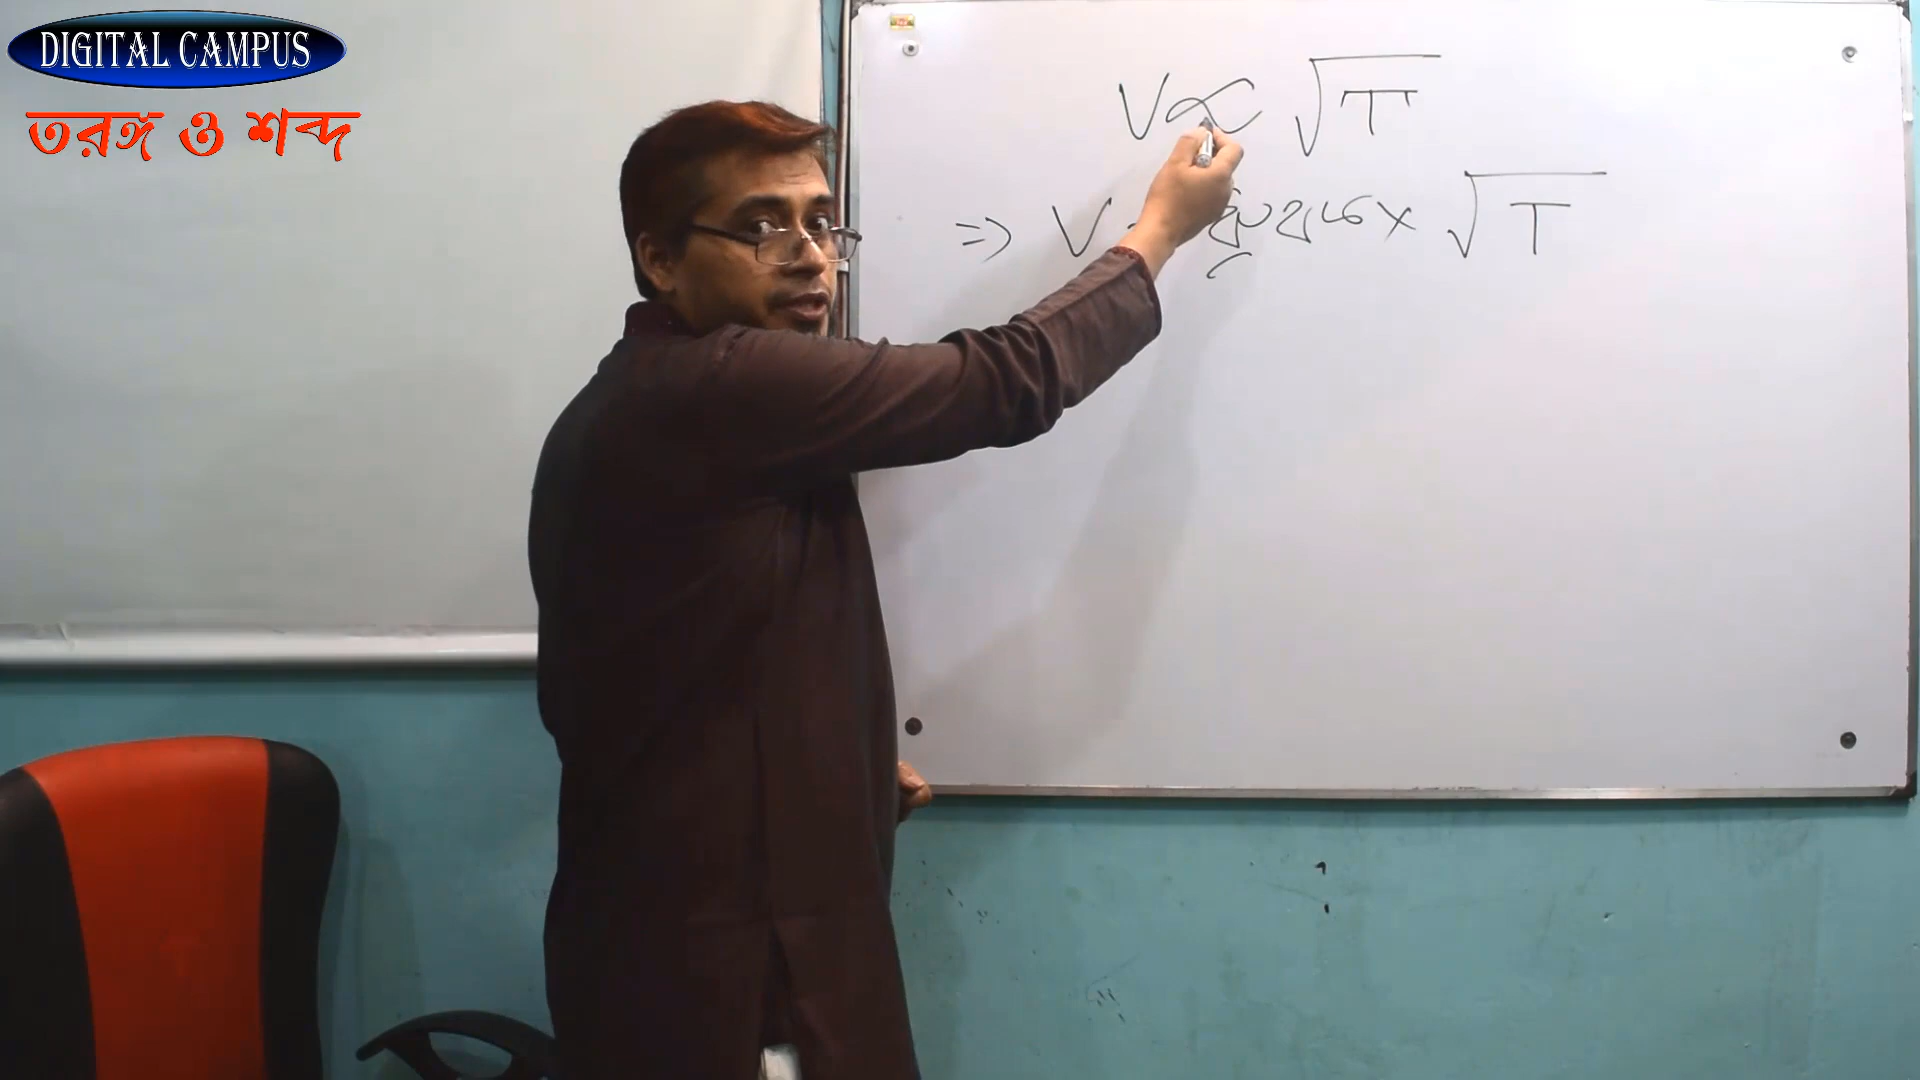 DIGITAL CAMPUS
তরঙ্গ ও শব্দ
V ∝ √T
⇒ V = ধ্রুবক × √T